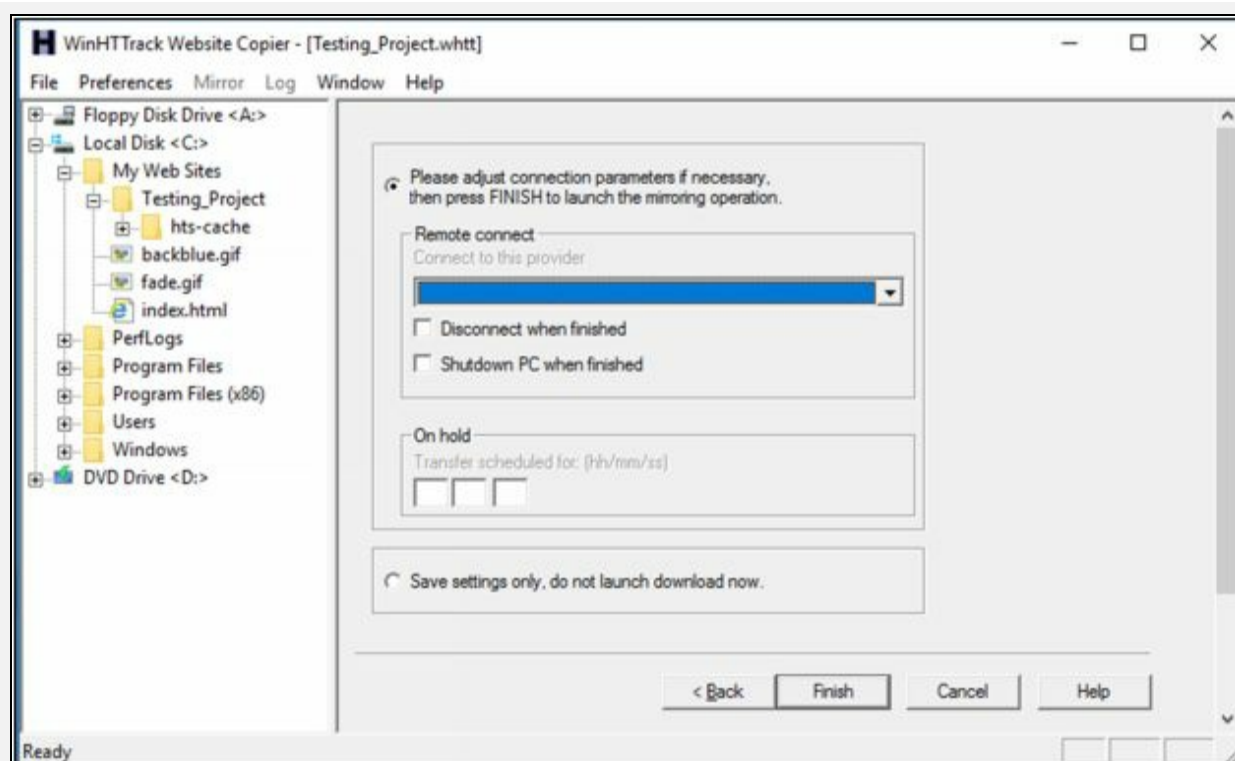 WinHTTrack Website Copier - [Testing_Project.whtt]
File Preferences Mirror Log Window Help
Floppy Disk Drive <A:>
Local Disk <C:>
My Web Sites
Testing_Project
hts-cache
backblue.gif
fade.gif
index.html
PerfLogs
Program Files
Program Files (x86)
Users
Windows
DVD Drive <D:>
Please adjust connection parameters if necessary,
then press FINISH to launch the mirroring operation.
Remote connect
Connect to this provider
Disconnect when finished
Shutdown PC when finished
On hold
Transfer scheduled for: (hh/mm/ss)
Save settings only, do not launch download now.
< Back Finish Cancel Help
Ready